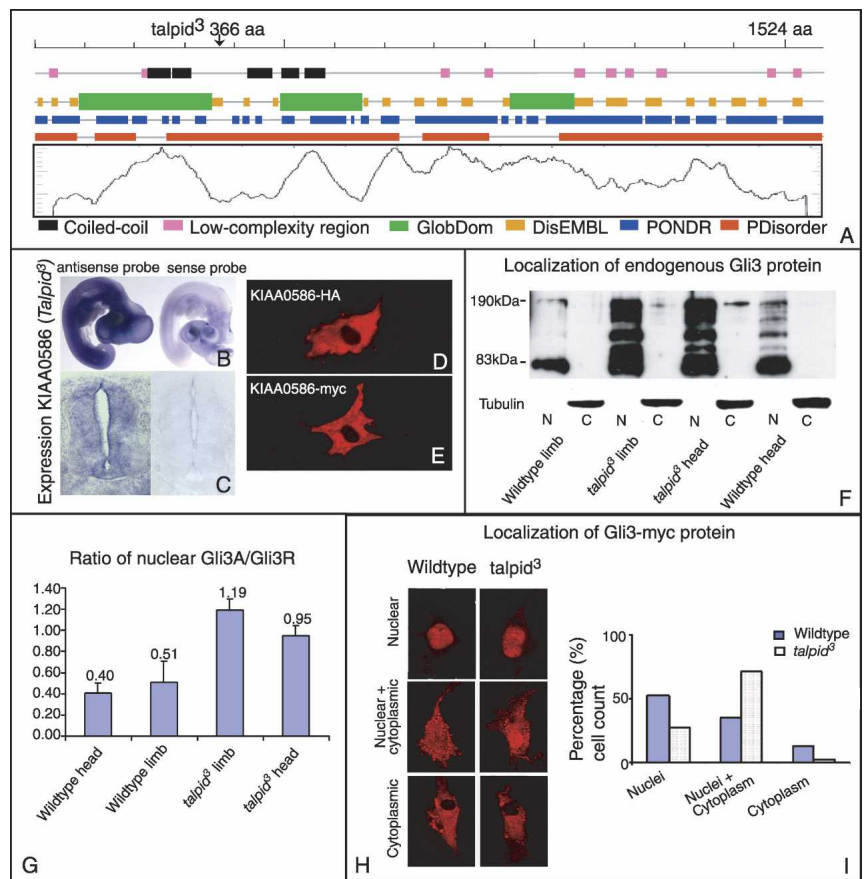 talpid³ 366 aa
1524 aa
Coiled-coil
Low-complexity region
GlobDom
DisEMBL
PONDR
PDisorder
A
Expression KIAA0586 (Talpid³)
antisense probe
sense probe
B
C
KIAA0586-HA
D
KIAA0586-myc
E
Localization of endogenous Gli3 protein
190kDa-
83kDa-
Tubulin
N C N C N C N C
Wildtype limb
talpid³ limb
talpid³ head
Wildtype head
F
Ratio of nuclear Gli3A/Gli3R
1.40
1.20
1.00
0.80
0.60
0.40
0.20
0.00
0.40
0.51
1.19
0.95
Wildtype head
Wildtype limb
talpid³ limb
talpid³ head
G
Localization of Gli3-myc protein
Wildtype
talpid³
Nuclear
Nuclear +
cytoplasmic
Cytoplasmic
H
Percentage (%)
cell count
100
50
0
Wildtype
talpid³
Nuclei
Nuclei +
Cytoplasm
Cytoplasm
I